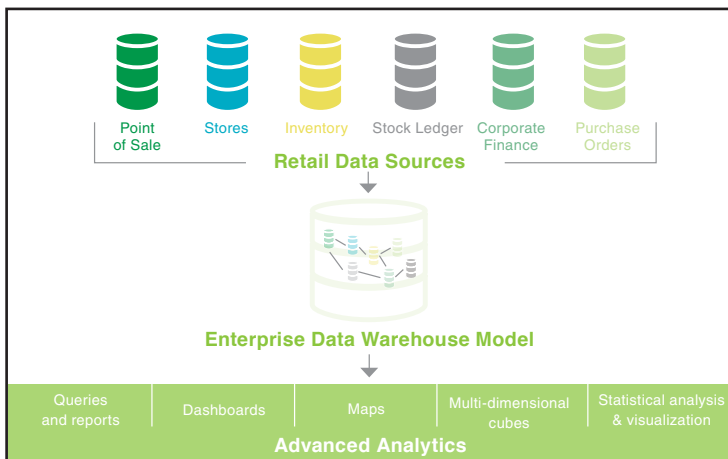 Point
of Sale
Stores
Inventory
Stock Ledger
Corporate
Finance
Purchase
Orders
Retail Data Sources
Enterprise Data Warehouse Model
Queries
and reports
Dashboards
Maps
Multi-dimensional
cubes
Statistical analysis
& visualization
Advanced Analytics